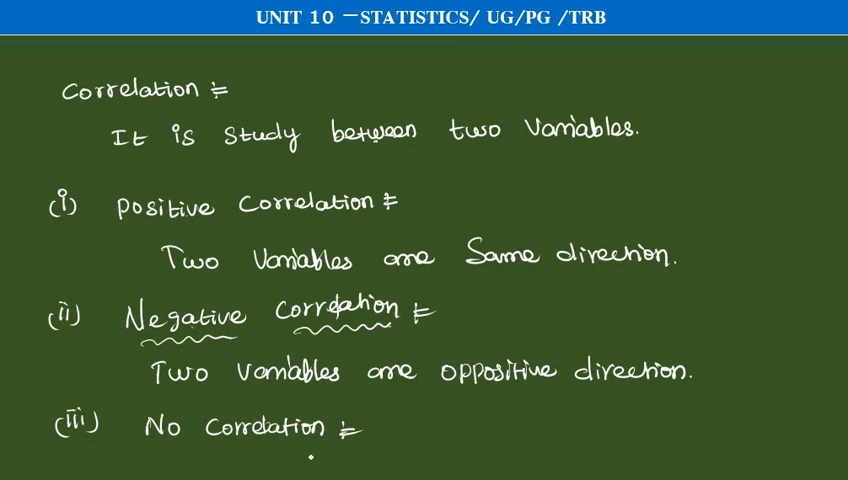 UNIT 10 - STATISTICS/ UG/PG /TRB
Correlation :-
It is study between two Variables.
(i) Positive Correlation :-
Two Variables are Same direction.
(ii) Negative Correlation :-
Two Variables are oppositive direction.
(iii) No Correlation :-